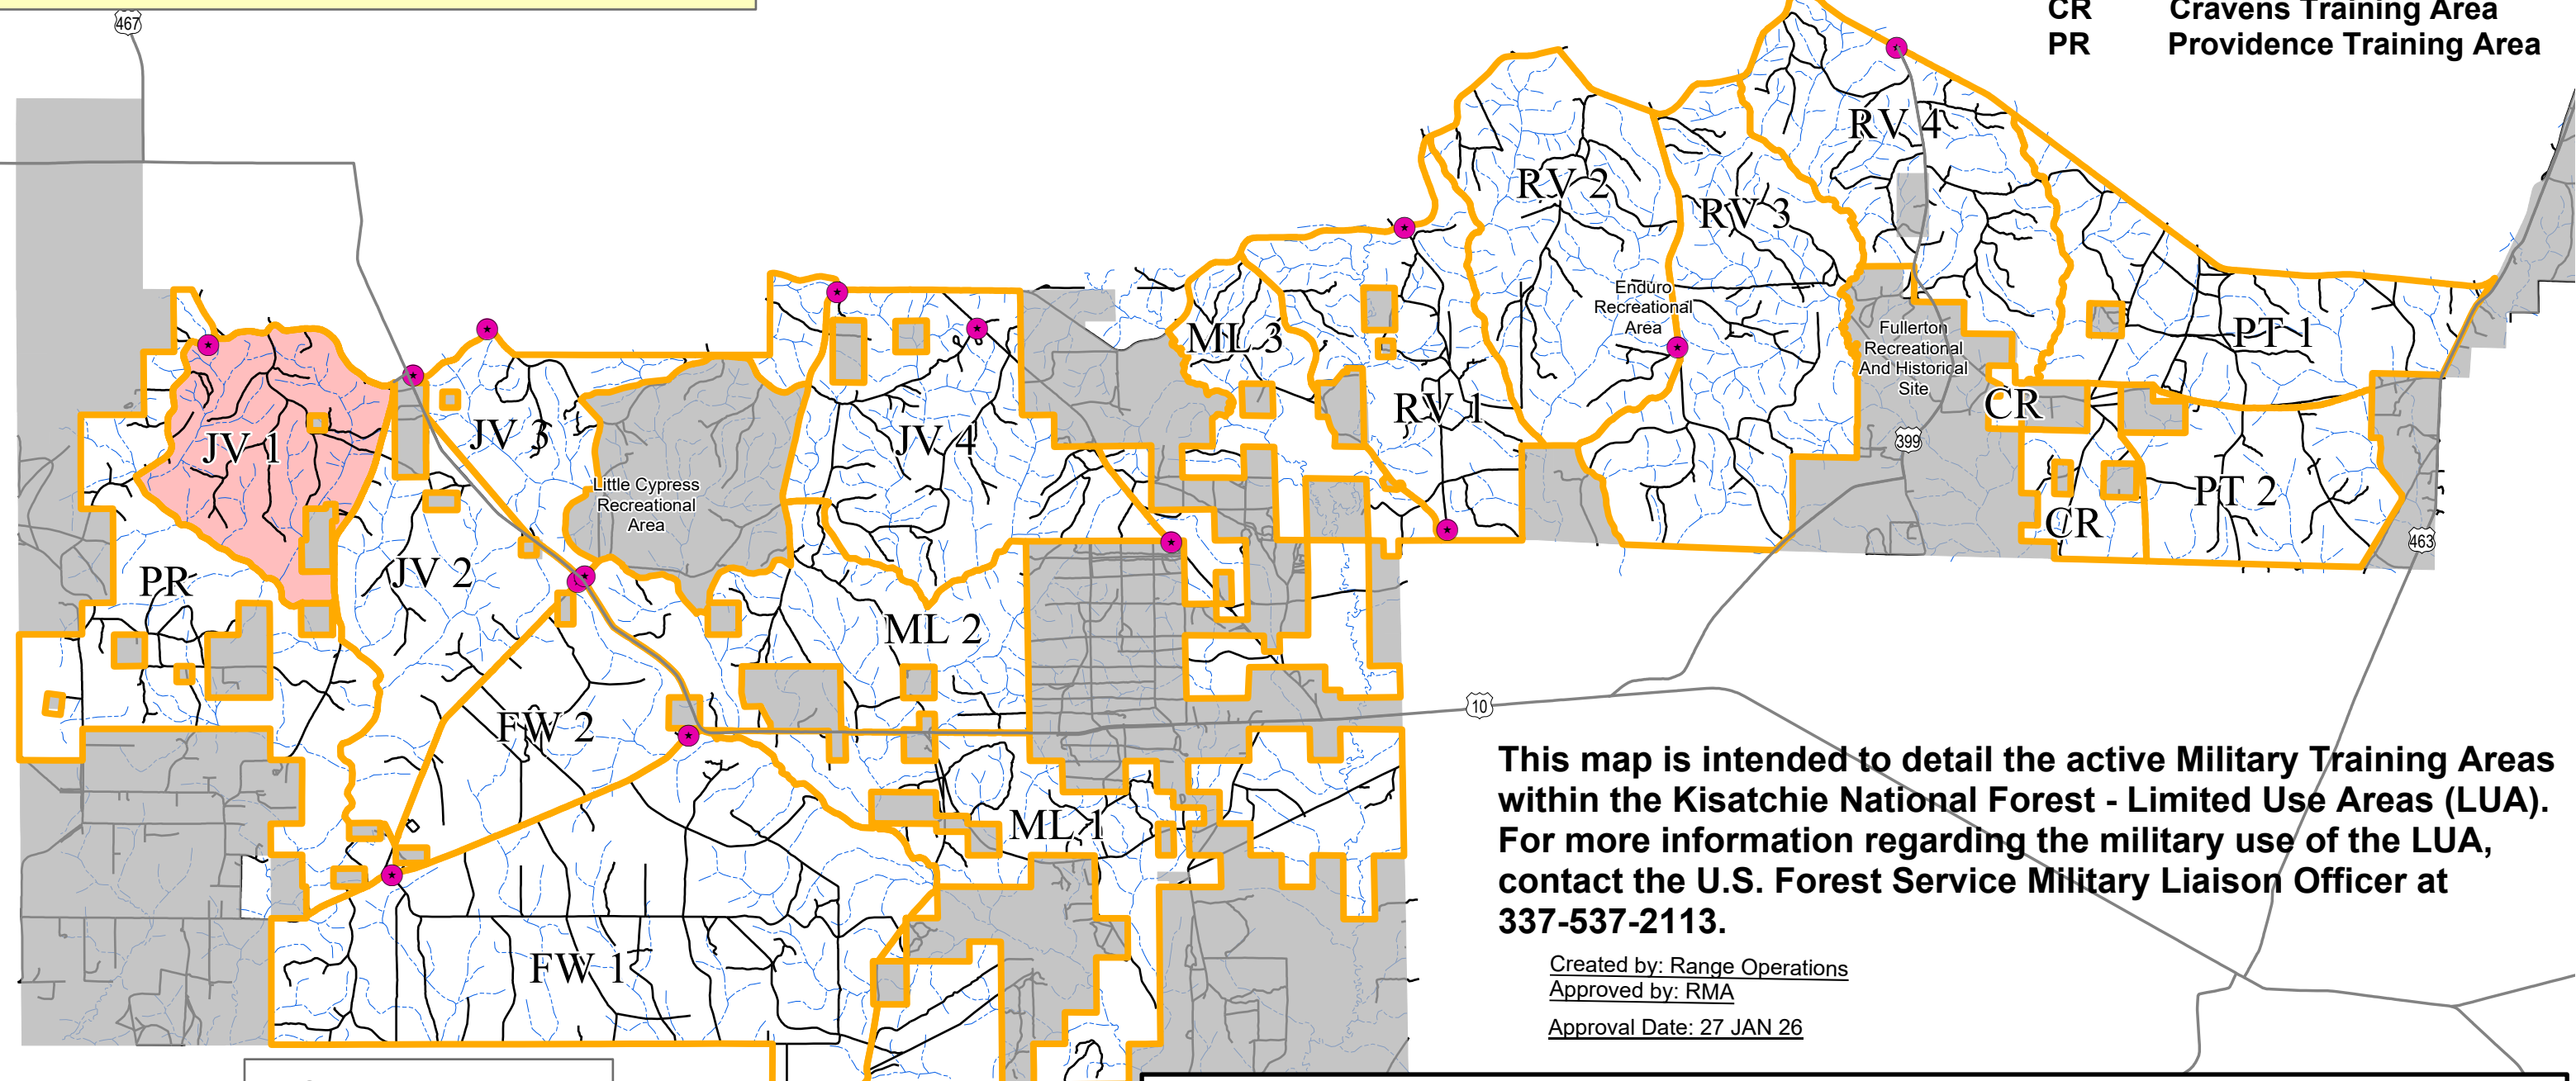 467
CR Cravens Training Area
PR Providence Training Area
RV 4
RV 2
RV 3
Enduro
Recreational
Area
ML 3
Fullerton
Recreational
And Historical
Site
PT 1
JV 1
JV 3
JV 4
RV 1
CR
399
Little Cypress
Recreational
Area
PT 2
CR
463
PR
JV 2
ML 2
FW 2
10
ML 1
FW 1
This map is intended to detail the active Military Training Areas
within the Kisatchie National Forest - Limited Use Areas (LUA).
For more information regarding the military use of the LUA,
contact the U.S. Forest Service Military Liaison Officer at
337-537-2113.
Created by: Range Operations
Approved by: RMA
Approval Date: 27 JAN 26